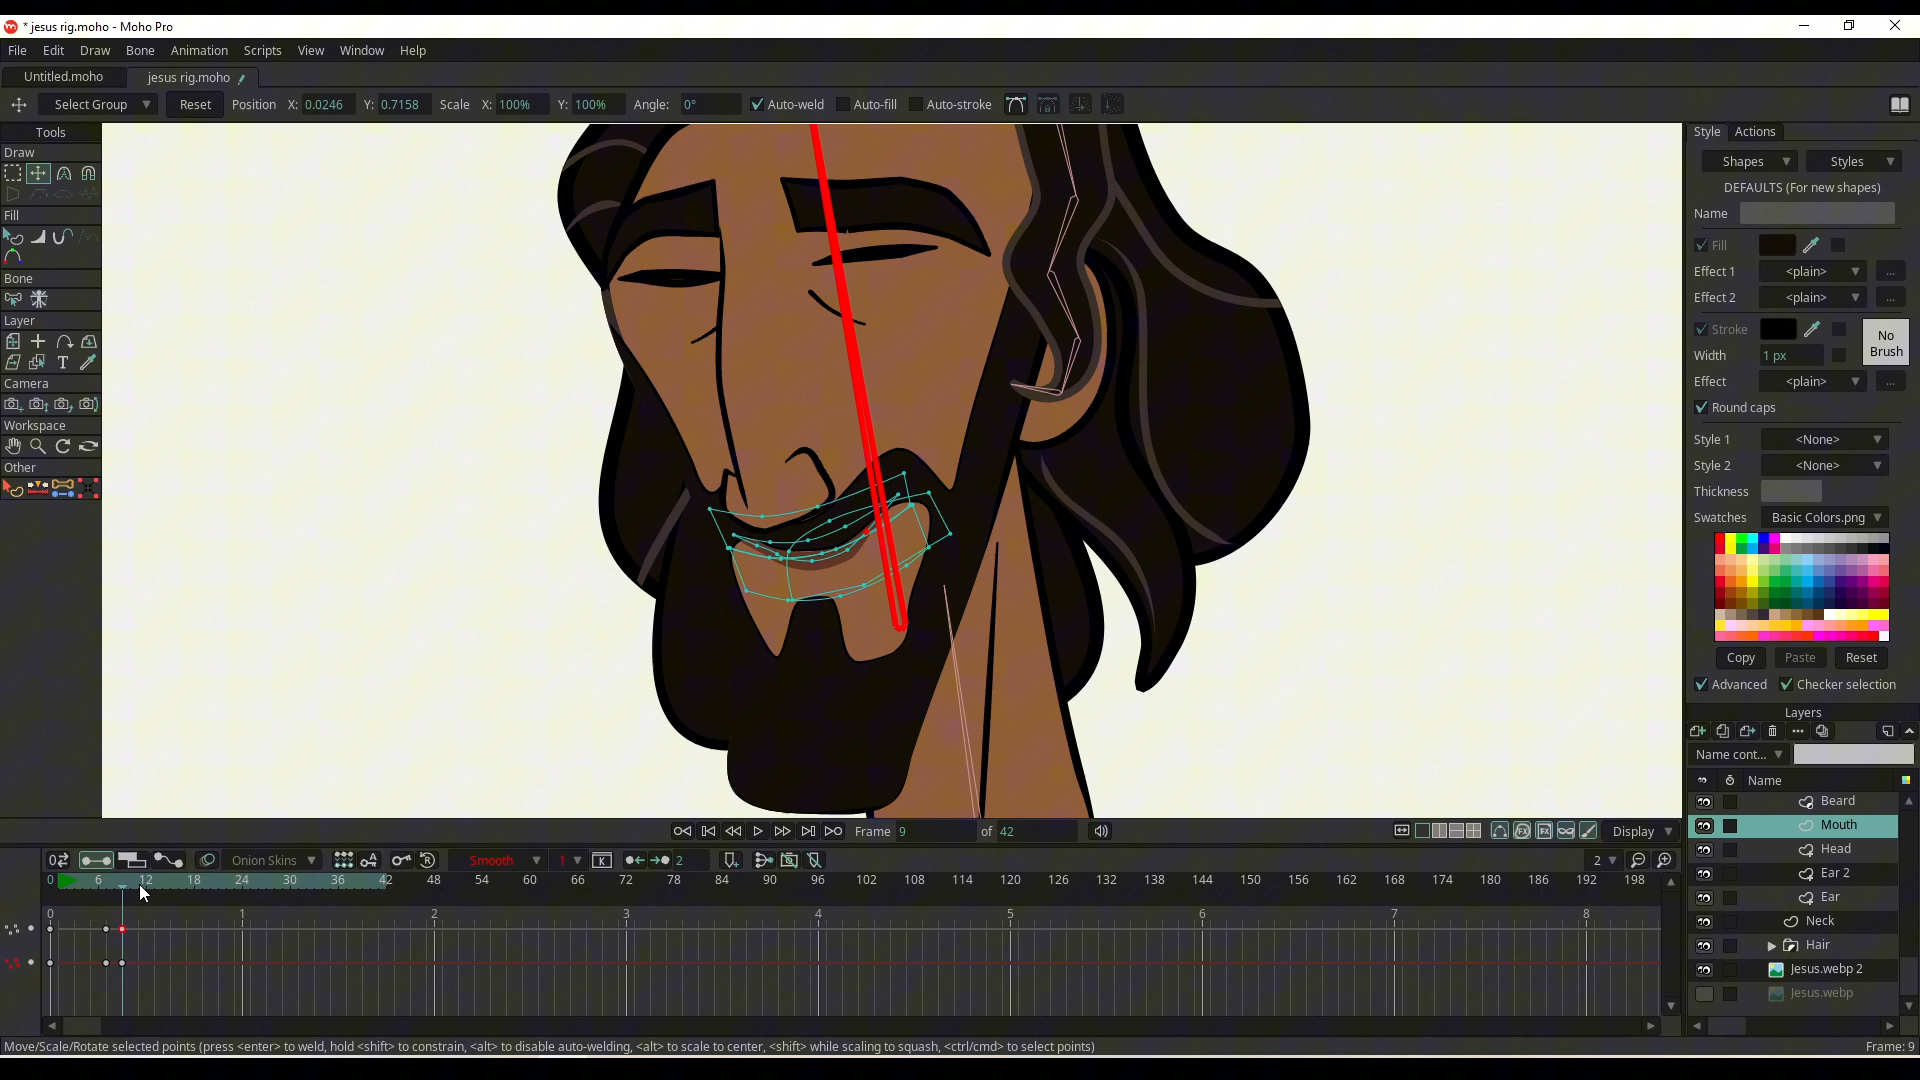 * jesus rig.moho - Moho Pro
File Edit Draw Bone Animation Scripts View Window Help
Untitled.moho jesus rig.moho
Select Group Reset Position X: 0.0246 Y: 0.7158 Scale X: 100% Y: 100% Angle: 0° Auto-weld Auto-fill Auto-stroke
Tools
Draw
Fill
Bone
Layer
Camera
Workspace
Other
Style Actions
Shapes Styles
DEFAULTS (For new shapes)
Name
Fill
Effect 1 <plain> ...
Effect 2 <plain> ...
Stroke
No Brush
Width 1 px
Effect <plain> ...
Round caps
Style 1 <None>
Style 2 <None>
Thickness
Swatches Basic Colors.png
Copy Paste Reset
Advanced Checker selection
Layers
Name cont...
Name
Beard
Mouth
Head
Ear 2
Ear
Neck
Hair
Jesus.webp 2
Jesus.webp
Frame 9 of 42 Display
Onion Skins Smooth 1 2 2
0 6 12 18 24 30 36 42 48 54 60 66 72 78 84 90 96 102 108 114 120 126 132 138 144 150 156 162 168 174 180 186 192 198
0 1 2 3 4 5 6 7 8
Move/Scale/Rotate selected points (press <enter> to weld, hold <shift> to constrain, <alt> to disable auto-welding, <alt> to scale to center, <shift> while scaling to squash, <ctrl/cmd> to select points) Frame: 9